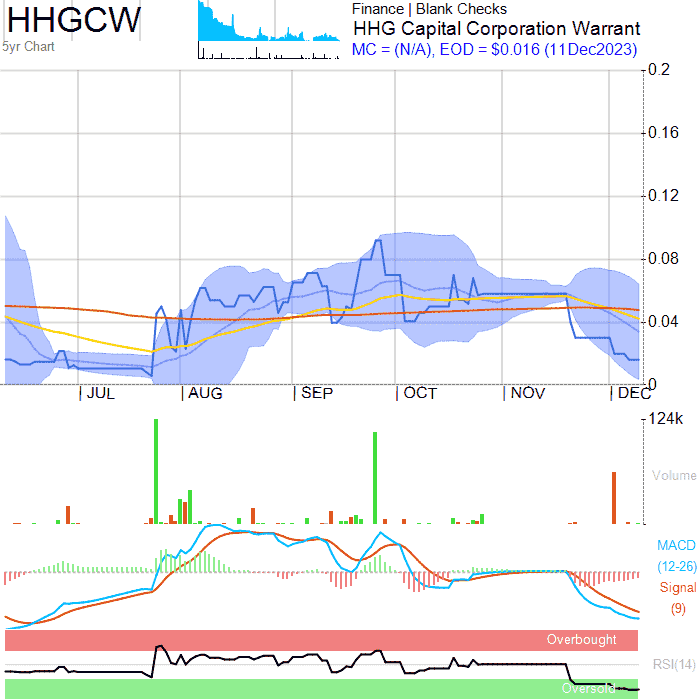 HHGCW
5yr Chart
Finance | Blank Checks
HHG Capital Corporation Warrant
MC = (N/A), EOD = $0.016 (11Dec2023)
0.2
0.16
0.12
0.08
0.04
0
JUL
AUG
SEP
OCT
NOV
DEC
124k
Volume
MACD
(12-26)
Signal
(9)
Overbought
RSI(14)
Oversold